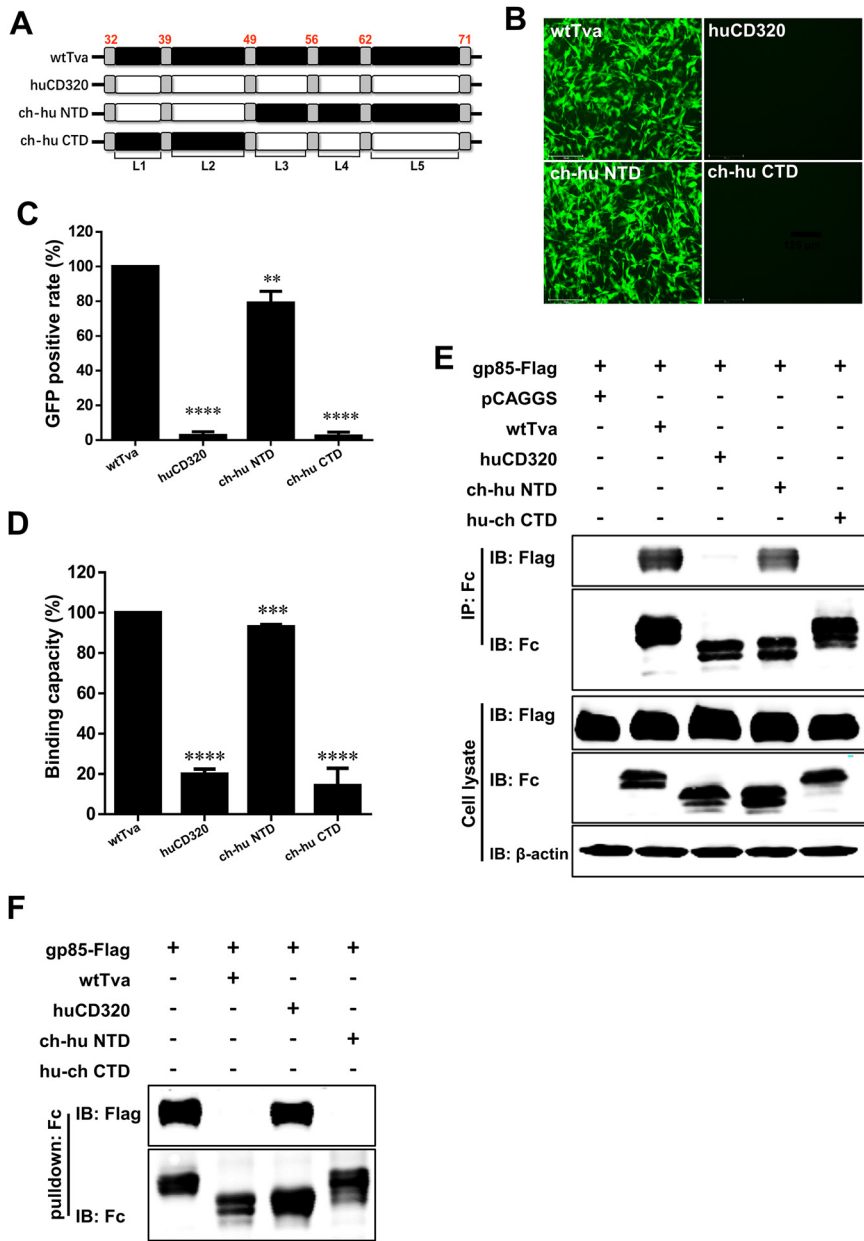 A
32 39 49 56 62 71
wtTva
huCD320
ch-hu NTD
ch-hu CTD
L1 L2 L3 L4 L5
B
wtTva huCD320
ch-hu NTD ch-hu CTD
C
GFP positive rate (%)
120
100
80
60
40
20
0
**
**** ****
wtTva huCD320 ch-hu NTD ch-hu CTD
D
Binding capacity (%)
120
100
80
60
40
20
0
***
**** ****
wtTva huCD320 ch-hu NTD ch-hu CTD
E
gp85-Flag + + + + +
pCAGGS + - - - -
wtTva - + - - -
huCD320 - - + - -
ch-hu NTD - - - + -
hu-ch CTD - - - - +
IP: Fc
IB: Flag
IB: Fc
Cell lysate
IB: Flag
IB: Fc
IB: β-actin
F
gp85-Flag + + + +
wtTva - + - -
huCD320 - - + -
ch-hu NTD - - - +
hu-ch CTD - - - -
pulldown: Fc
IB: Flag
IB: Fc